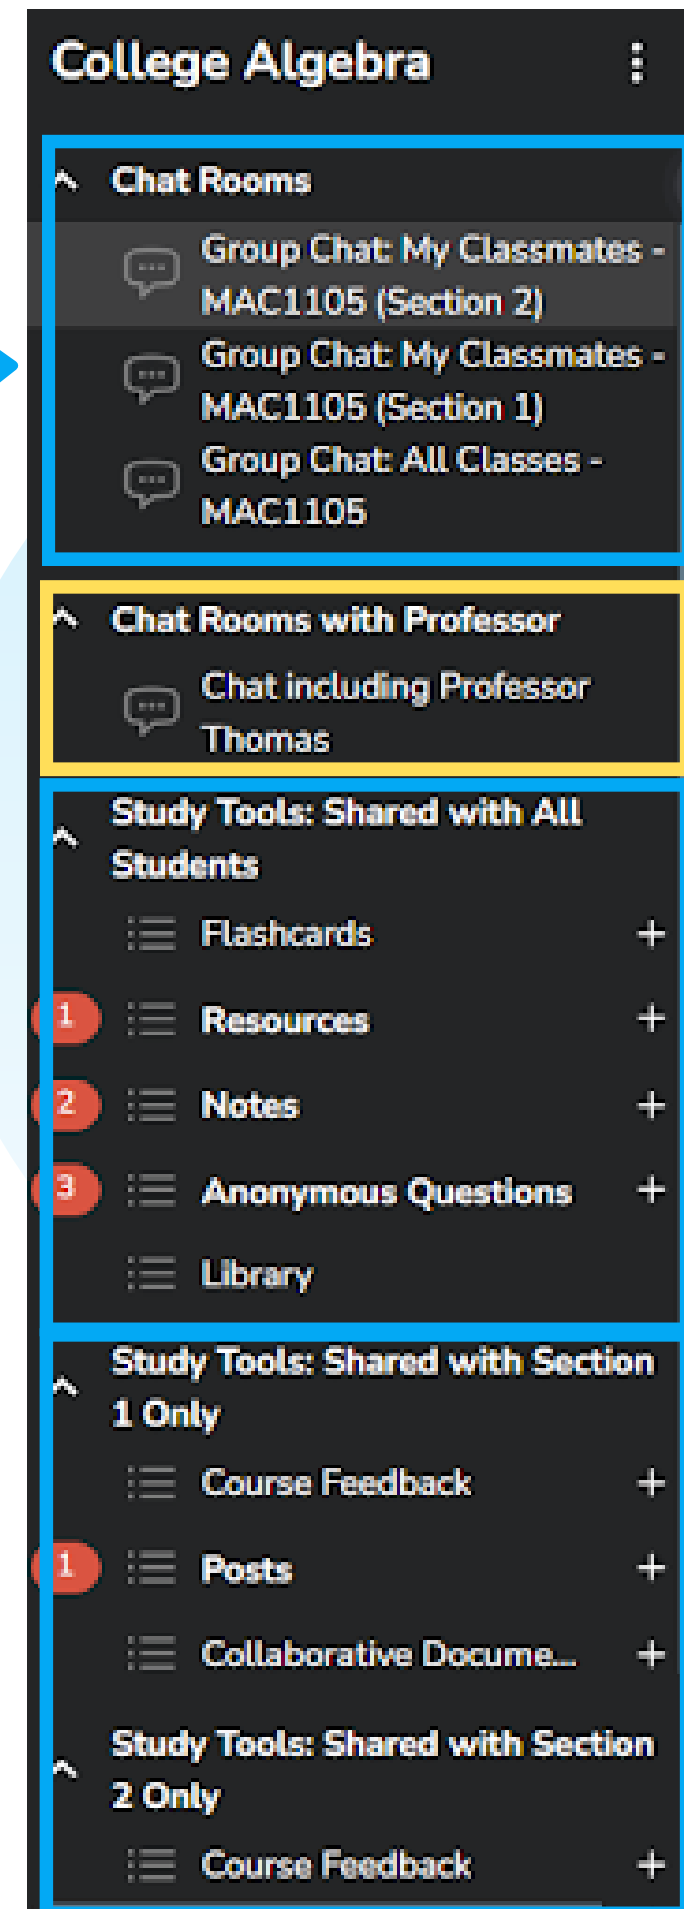 College Algebra
Chat Rooms
Group Chat: My Classmates -
MAC1105 (Section 2)
Group Chat: My Classmates -
MAC1105 (Section 1)
Group Chat: All Classes -
MAC1105
Chat Rooms with Professor
Chat including Professor
Thomas
Study Tools: Shared with All
Students
Flashcards +
1 Resources +
2 Notes +
3 Anonymous Questions +
Library
Study Tools: Shared with Section
1 Only
Course Feedback +
1 Posts +
Collaborative Docume... +
Study Tools: Shared with Section
2 Only
Course Feedback +